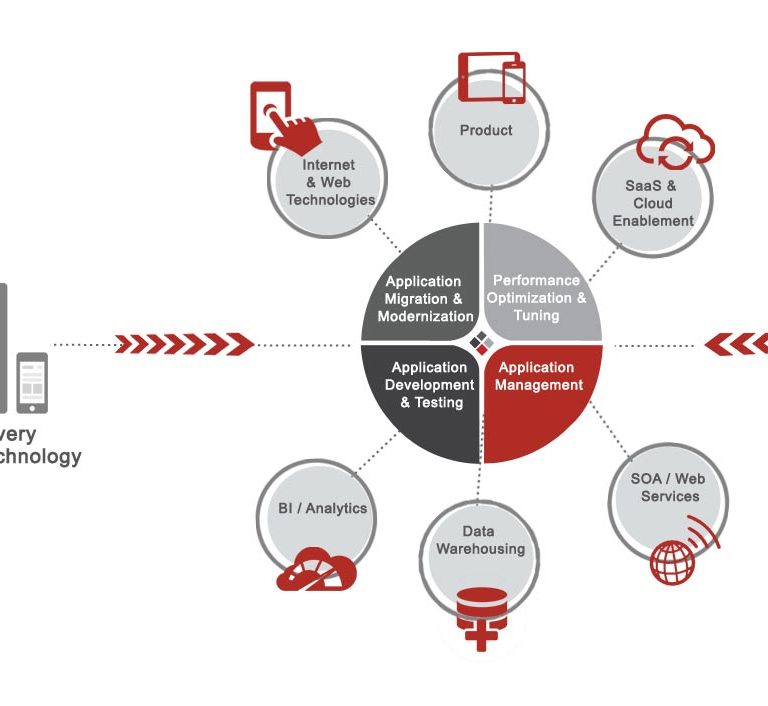 Product
Internet
& Web
Technologies
SaaS &
Cloud
Enablement
Application
Migration &
Modernization
Performance
Optimization &
Tuning
Application
Development
& Testing
Application
Management
very
chnology
BI / Analytics
Data
Warehousing
SOA / Web
Services